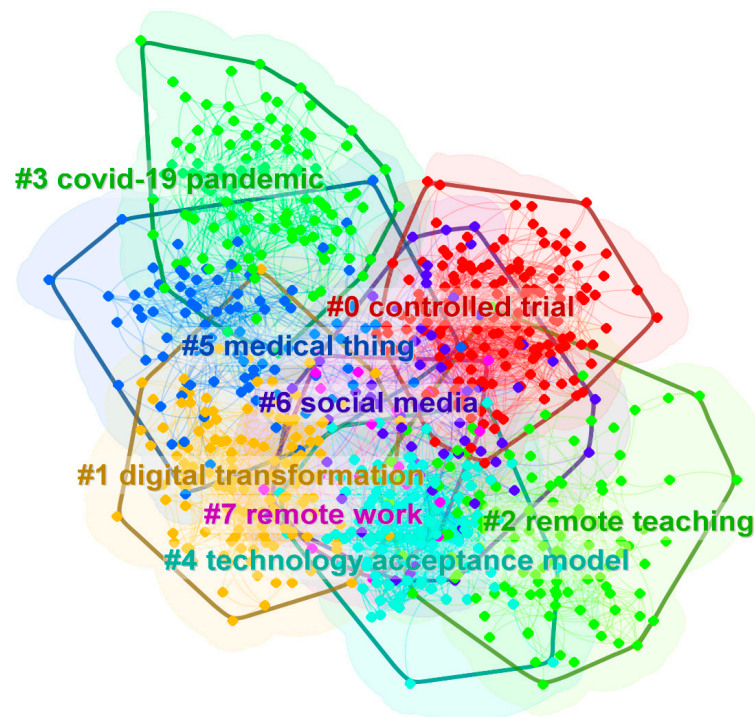 #3 covid-19 pandemic
#0 controlled trial
#5 medical thing
#6 social media
#1 digital transformation
#7 remote work
#2 remote teaching
#4 technology acceptance model